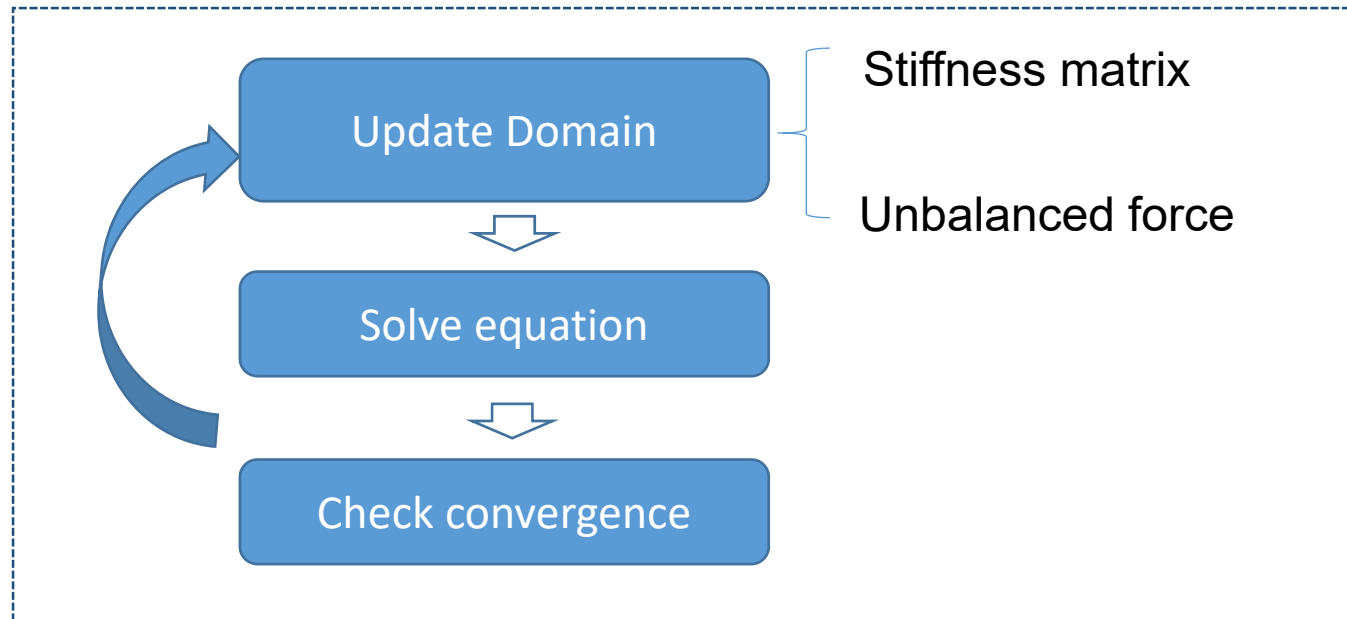 Update Domain
Stiffness matrix
Unbalanced force
Solve equation
Check convergence